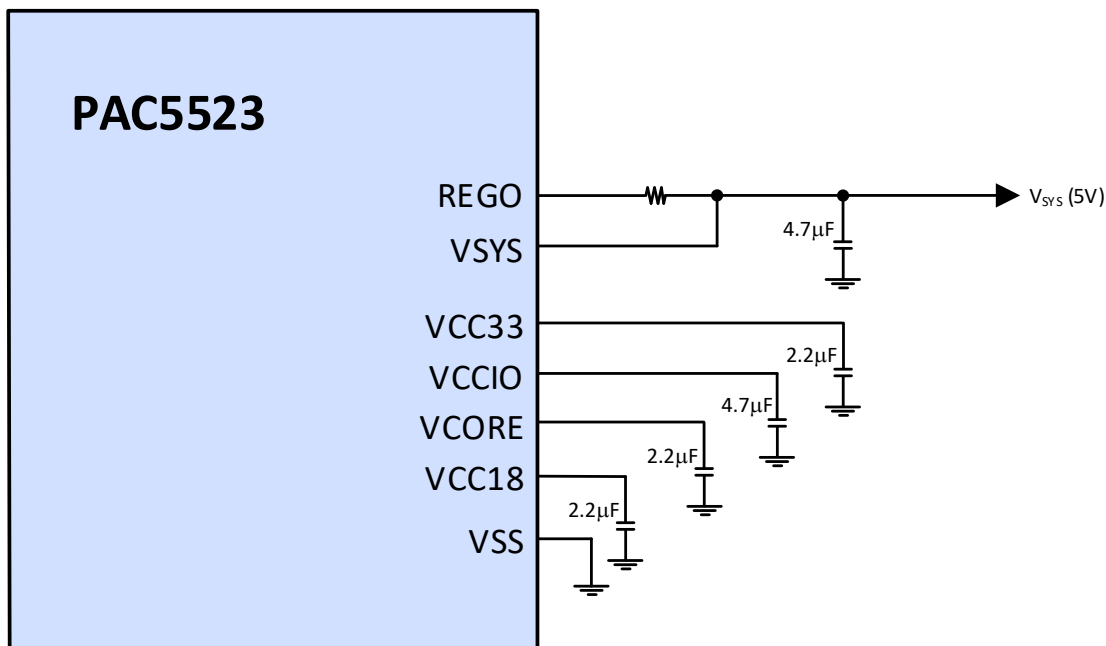 PAC5523
REGO
V_SYS (5V)
VSYS
4.7µF
VCC33
2.2µF
VCCIO
4.7µF
VCORE
2.2µF
VCC18
2.2µF
VSS